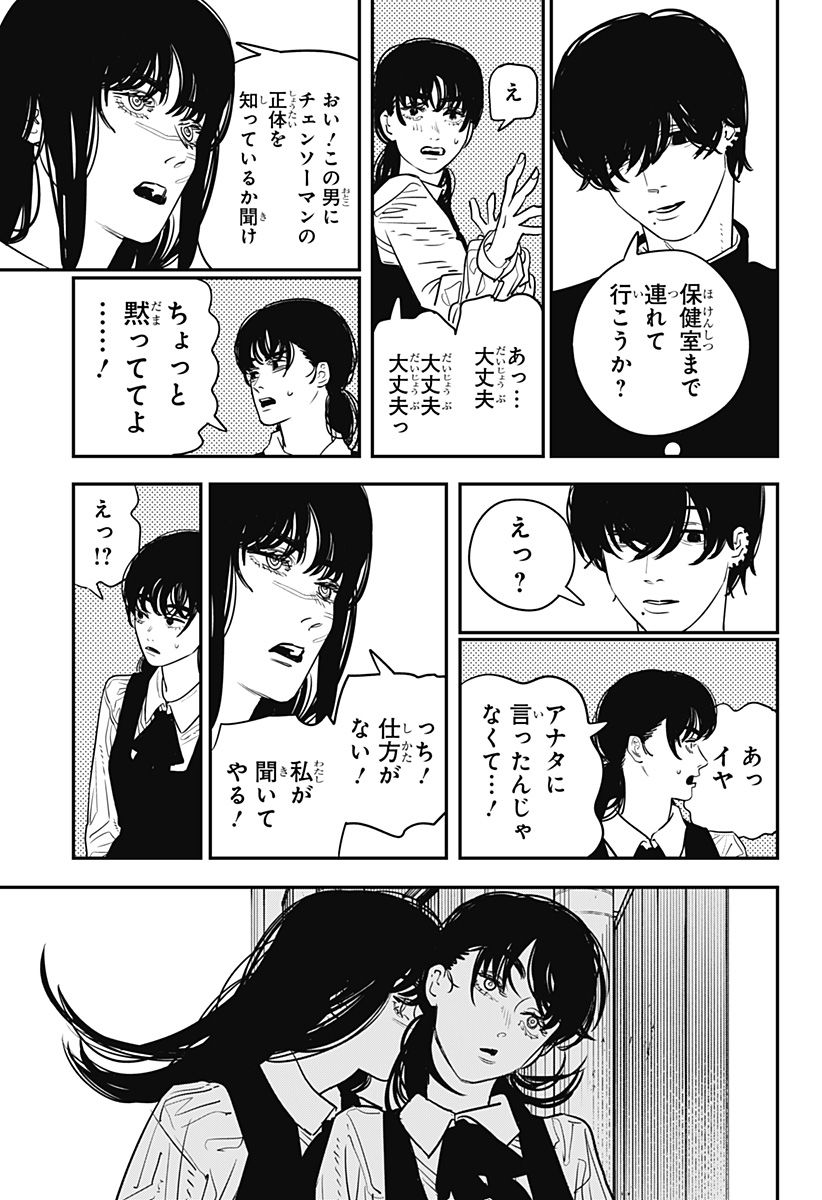 保健室まで
連れて
行こうか？
え
あっ…
大丈夫
大丈夫
大丈夫っ
おい！この男に
チェンソーマンの
正体を
知っているか聞け
ちょっと
黙っててよ
……！
えっ？
あっ
イヤ
アナタに
言ったんじゃ
なくて…！
っち！
仕方が
ない！
私が
聞いて
やる！
えっ!?